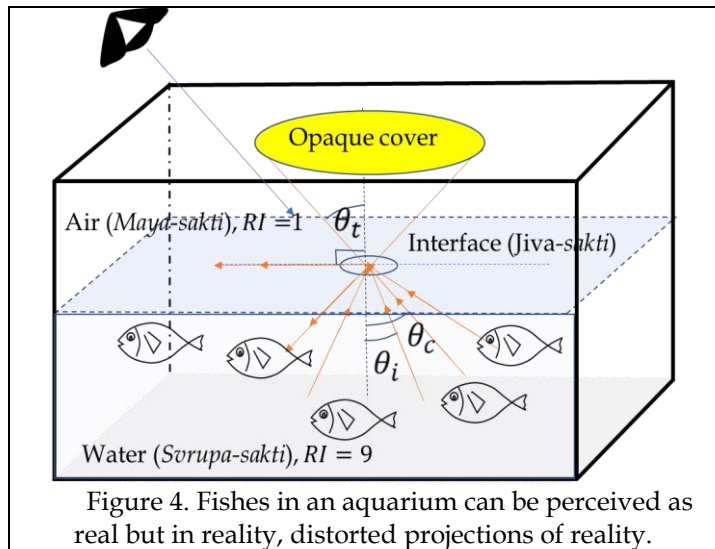 Opaque cover
Air (Maya-sakti), RI =1
θt
Interface (Jiva-sakti)
θc
θi
Water (Svrupa-sakti), RI = 9
Figure 4. Fishes in an aquarium can be perceived as
real but in reality, distorted projections of reality.